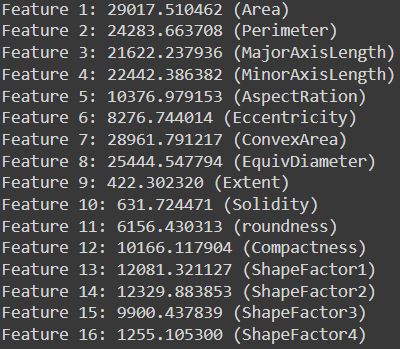 Feature 1: 29017.510462 (Area)
Feature 2: 24283.663708 (Perimeter)
Feature 3: 21622.237936 (MajorAxisLength)
Feature 4: 22442.386382 (MinorAxisLength)
Feature 5: 10376.979153 (AspectRation)
Feature 6: 8276.744014 (Eccentricity)
Feature 7: 28961.791217 (ConvexArea)
Feature 8: 25444.547794 (EquivDiameter)
Feature 9: 422.302320 (Extent)
Feature 10: 631.724471 (Solidity)
Feature 11: 6156.430313 (roundness)
Feature 12: 10166.117904 (Compactness)
Feature 13: 12081.321127 (ShapeFactor1)
Feature 14: 12329.883853 (ShapeFactor2)
Feature 15: 9900.437839 (ShapeFactor3)
Feature 16: 1255.105300 (ShapeFactor4)